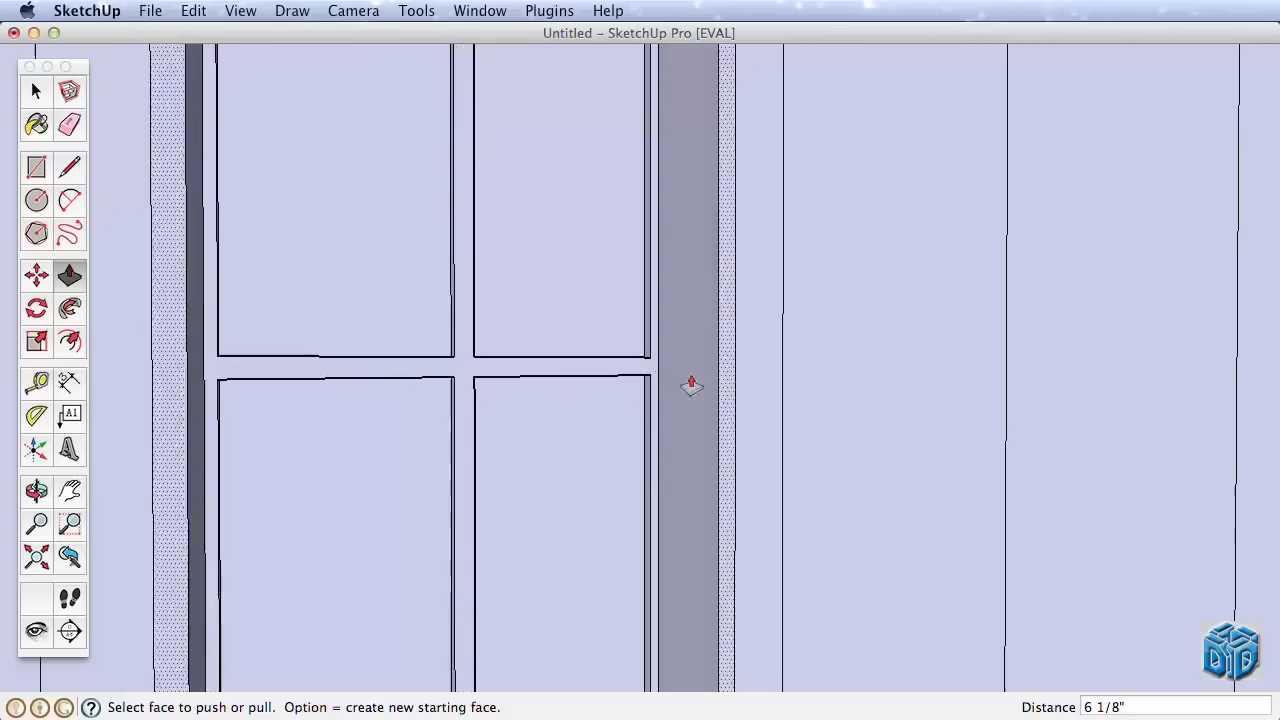 SketchUp File Edit View Draw Camera Tools Window Plugins Help
Untitled - SketchUp Pro [EVAL]
A1
Select face to push or pull. Option = create new starting face.
Distance 6 1/8"